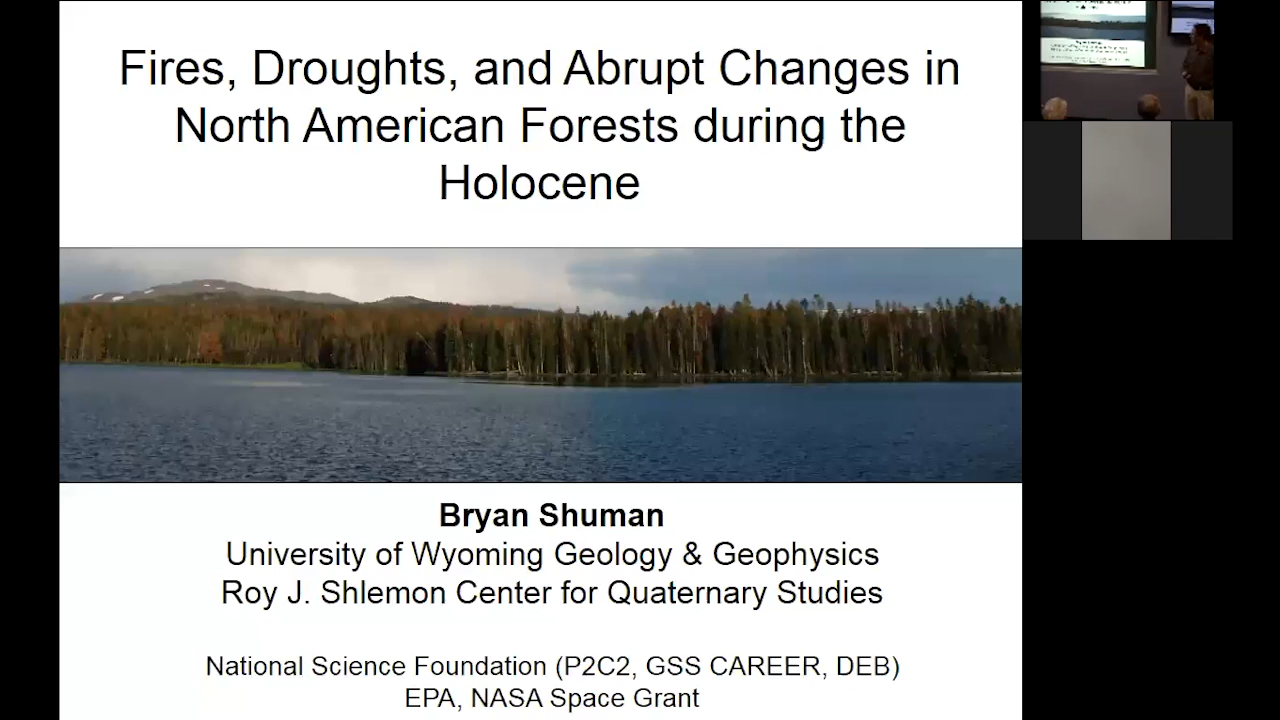 Fires, Droughts, and Abrupt Changes in
North American Forests during the
Holocene
Bryan Shuman
University of Wyoming Geology & Geophysics
Roy J. Shlemon Center for Quaternary Studies
National Science Foundation (P2C2, GSS CAREER, DEB)
EPA, NASA Space Grant